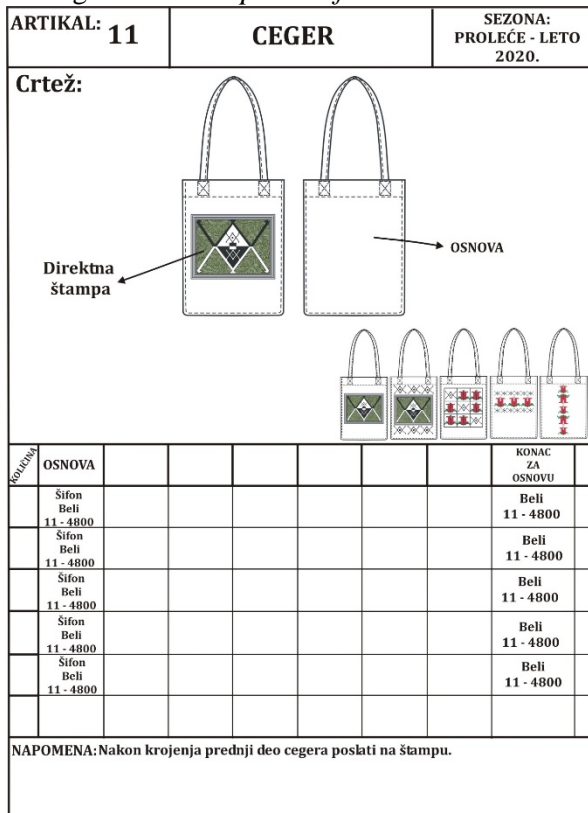 ARTIKAL: 11
CEGER
SEZONA:
PROLEĆE - LETO
2020.
Crtež:
Direktna
štampa
OSNOVA
KOLIČINA
OSNOVA
KONAC
ZA
OSNOVU
Šifon
Beli
11 - 4800
Beli
11 - 4800
Šifon
Beli
11 - 4800
Beli
11 - 4800
Šifon
Beli
11 - 4800
Beli
11 - 4800
Šifon
Beli
11 - 4800
Beli
11 - 4800
Šifon
Beli
11 - 4800
Beli
11 - 4800
NAPOMENA: Nakon krojenja prednji deo cegera poslati na štampu.